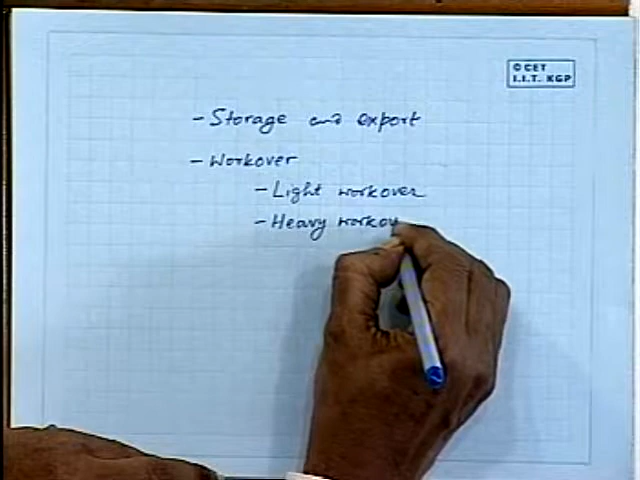 © CET
I.I.T. KGP
- Storage and export
- Workover
- Light workover
- Heavy workov